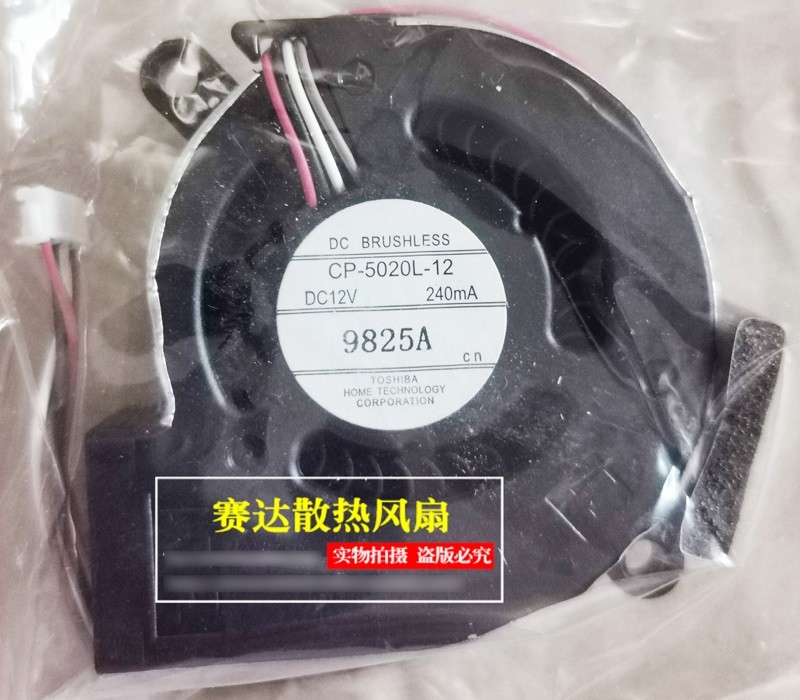 DC BRUSHLESS
CP-5020L-12
DC12V 240mA
9825A
cn
TOSHIBA
HOME TECHNOLOGY
CORPORATION
赛达散热风扇
实物拍摄 盗版必究